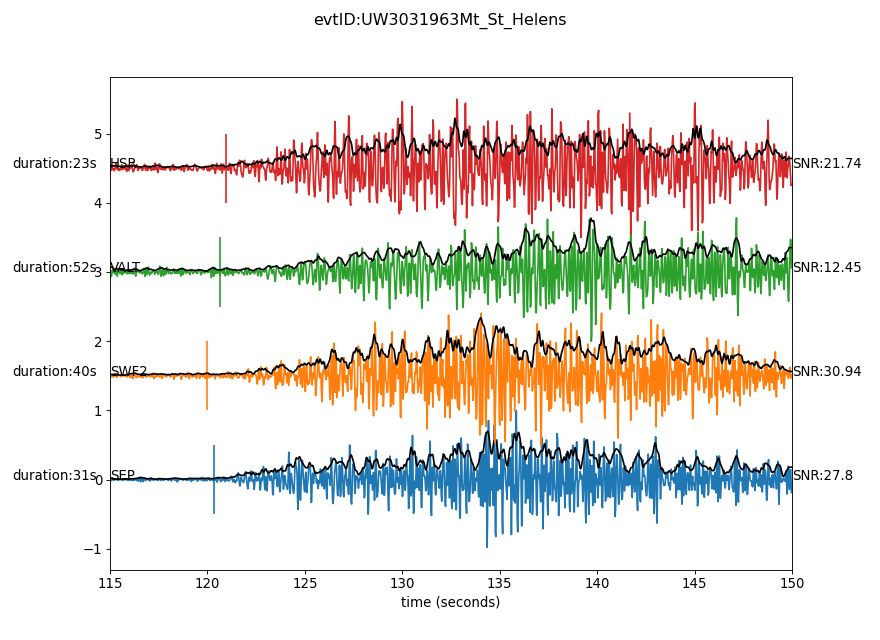 evtID:UW3031963Mt_St_Helens
5
duration:23s HSR SNR:21.74
4
duration:52s VALT SNR:12.45
3
2
duration:40s SWF2 SNR:30.94
1
duration:31s SEP SNR:27.8
0
−1
115 120 125 130 135 140 145 150
time (seconds)